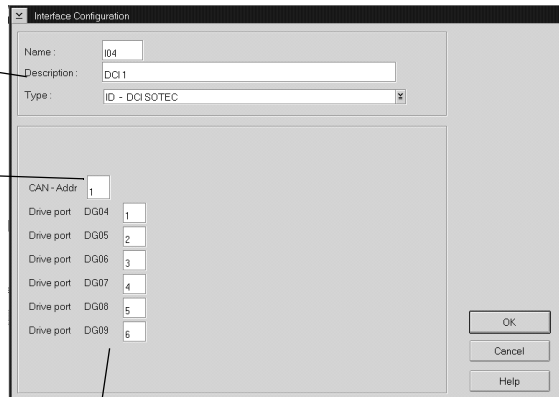 Interface Configuration
Name : I04
Description : DCI 1
Type : ID - DCI SOTEC
CAN - Addr 1
Drive port DG04 1
Drive port DG05 2
Drive port DG06 3
Drive port DG07 4
Drive port DG08 5
Drive port DG09 6
OK
Cancel
Help